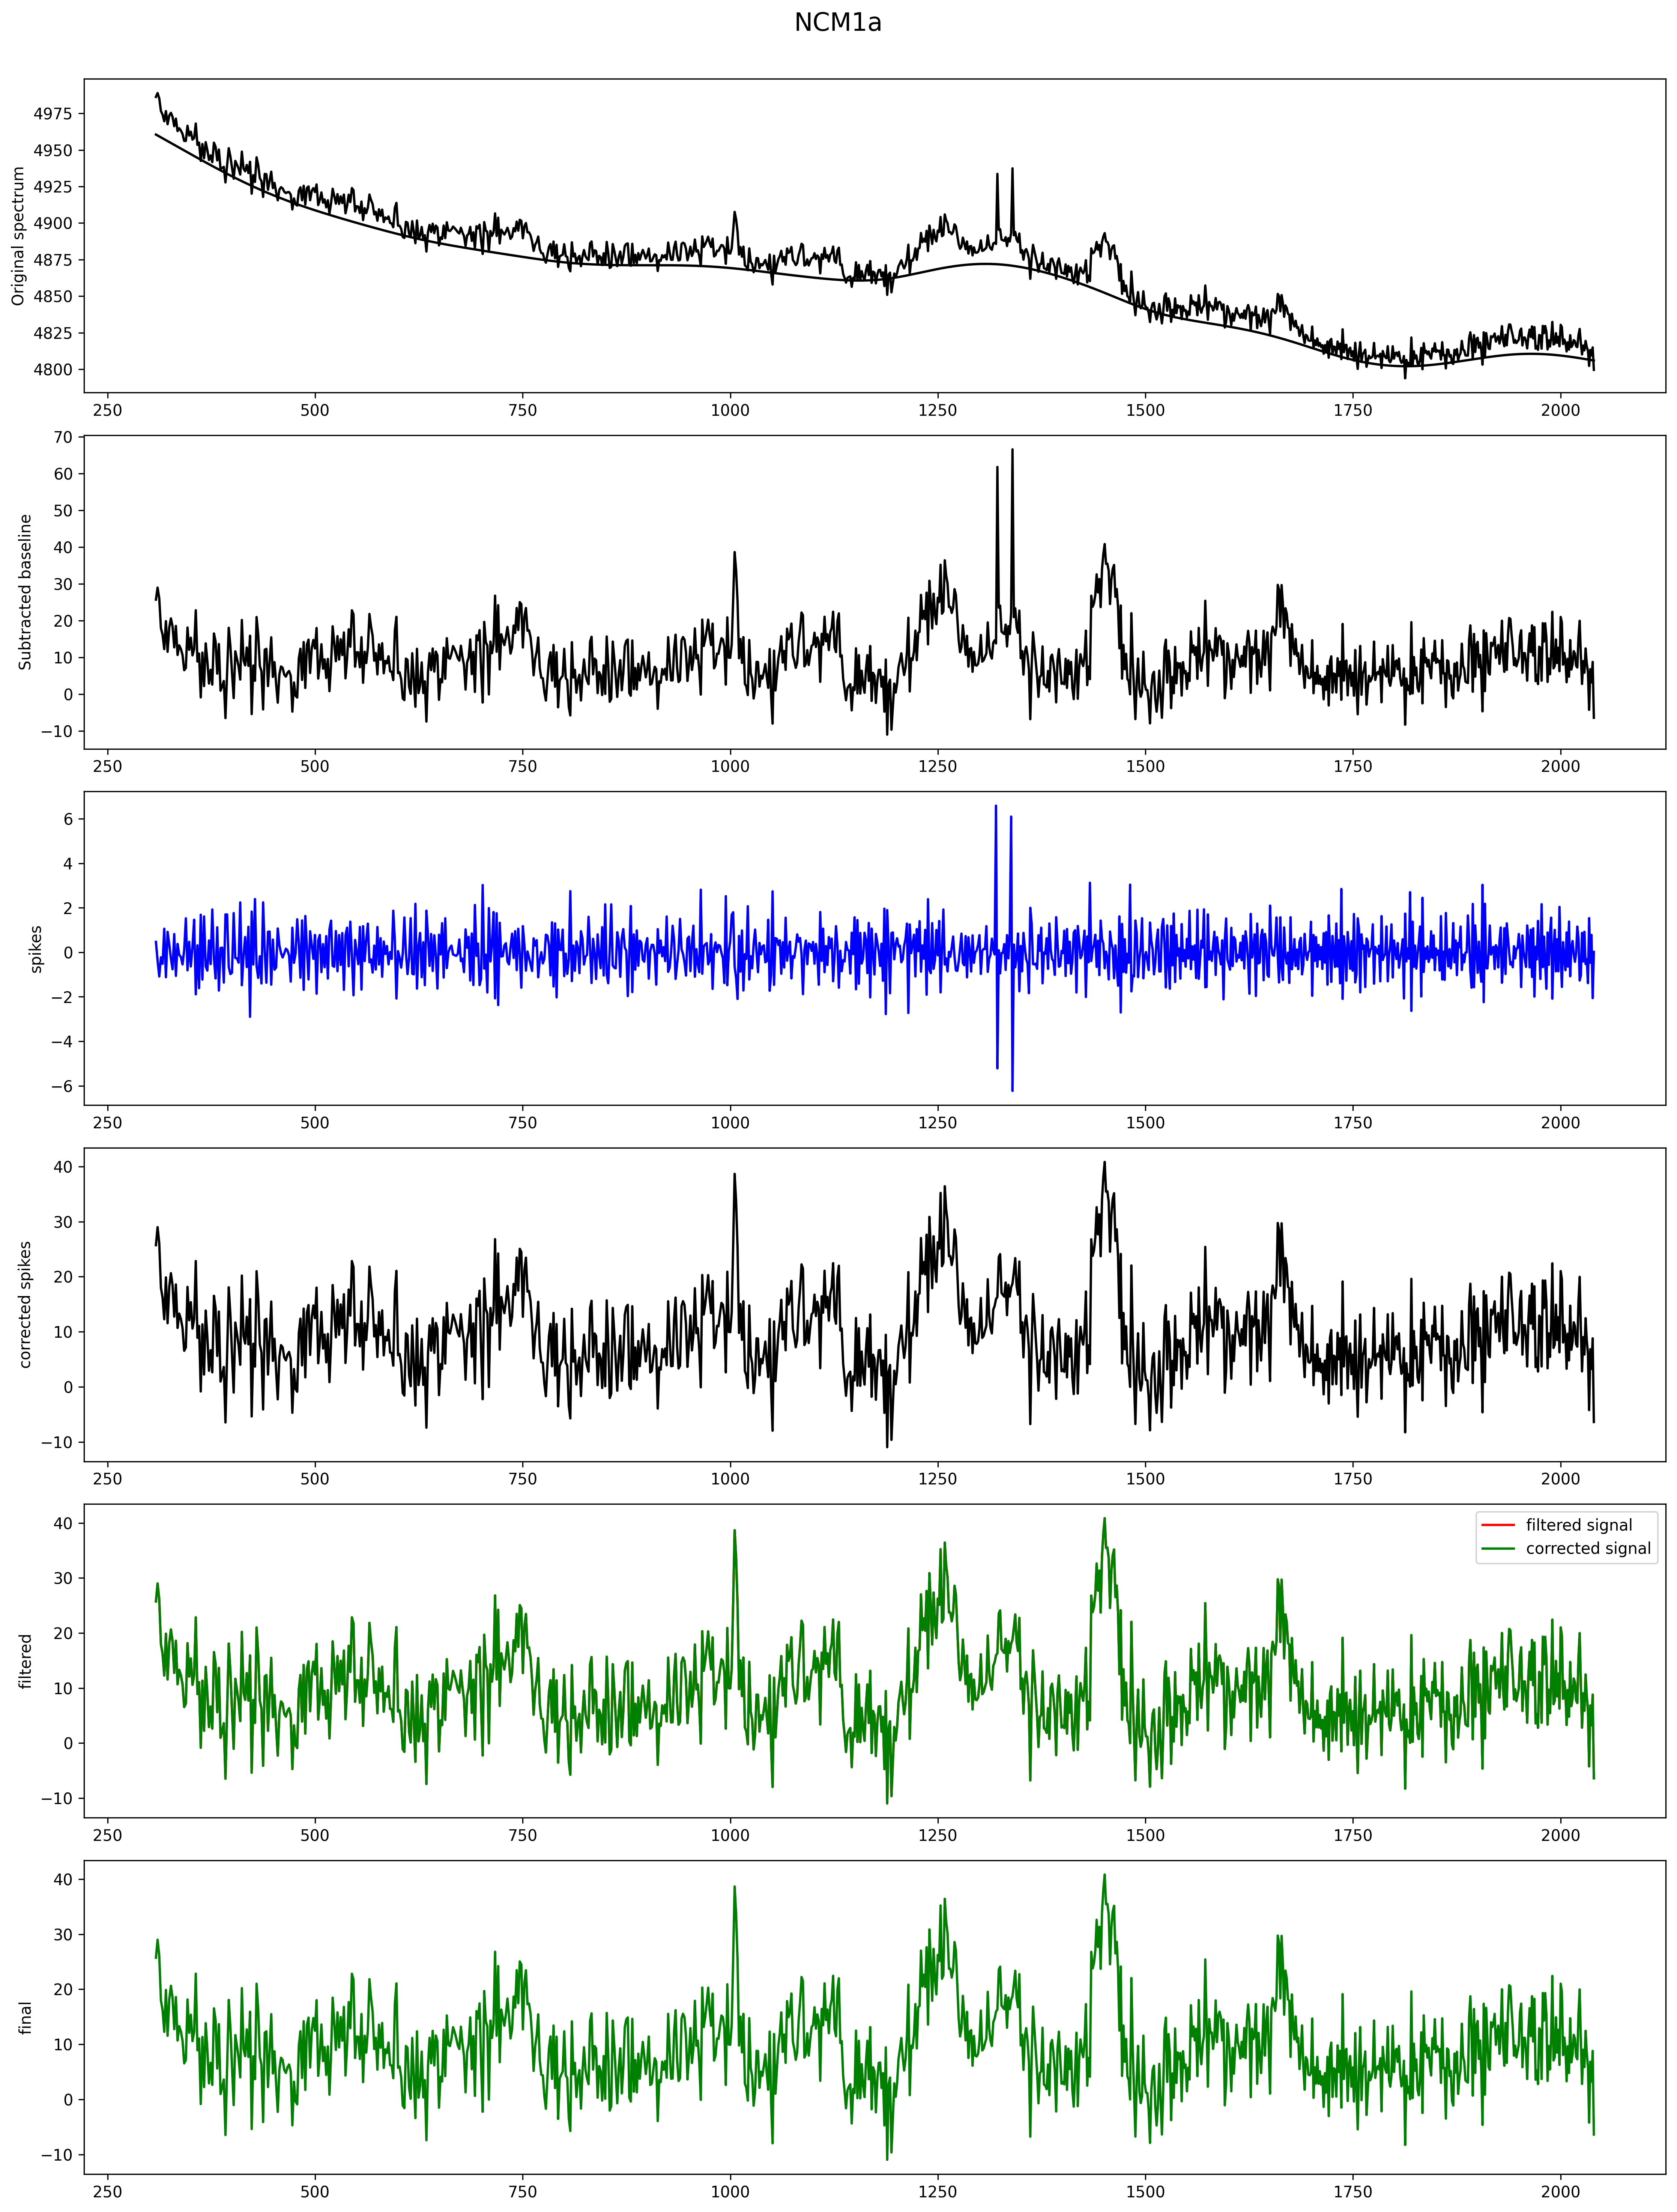 NCM1a
Original spectrum
4975
4950
4925
4900
4875
4850
4825
4800
250 500 750 1000 1250 1500 1750 2000
Subtracted baseline
70
60
50
40
30
20
10
0
−10
250 500 750 1000 1250 1500 1750 2000
spikes
6
4
2
0
−2
−4
−6
250 500 750 1000 1250 1500 1750 2000
corrected spikes
40
30
20
10
0
−10
250 500 750 1000 1250 1500 1750 2000
filtered
40
30
20
10
0
−10
filtered signal
corrected signal
250 500 750 1000 1250 1500 1750 2000
final
40
30
20
10
0
−10
250 500 750 1000 1250 1500 1750 2000